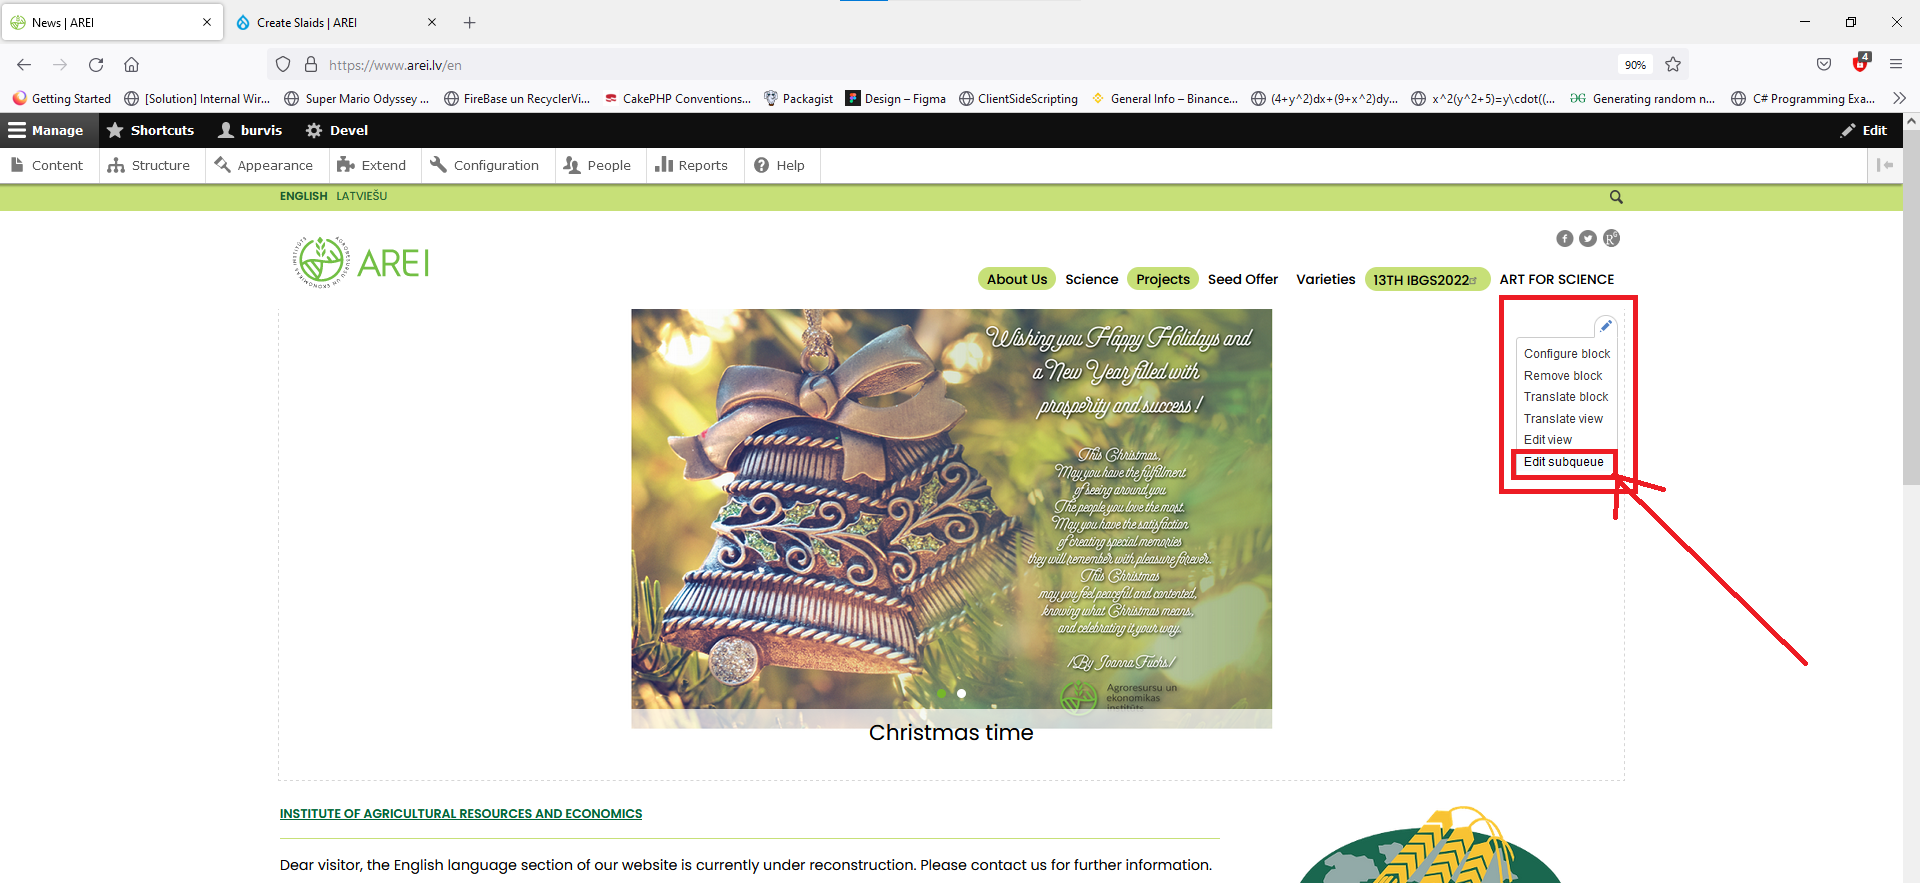 News | AREI
Create Slaids | AREI
https://www.arei.lv/en
90%
4
Getting Started
[Solution] Internal Wir...
Super Mario Odyssey ...
FireBase un RecyclerVi...
CakePHP Conventions...
Packagist
Design – Figma
ClientSideScripting
General Info – Binance...
(4+y^2)dx+(9+x^2)dy...
x^2(y^2+5)=y\cdot((...
Generating random n...
C# Programming Exa...
Manage
Shortcuts
burvis
Devel
Edit
Content
Structure
Appearance
Extend
Configuration
People
Reports
Help
ENGLISH LATVIEŠU
AREI
About Us
Science
Projects
Seed Offer
Varieties
13TH IBGS2022
ART FOR SCIENCE
Configure block
Remove block
Translate block
Translate view
Edit view
Edit subqueue
Wishing you Happy Holidays and
a New Year filled with
prosperity and success!
This Christmas,
May you have the fulfilment
of seeing around you
The people you love the most.
May you have the satisfaction
of creating special memories
they will remember with pleasure forever.
This Christmas
may you feel peaceful and contented,
knowing what Christmas means,
and celebrating it your way.
/By Joanna Fuchs/
Agroresursu un
ekonomikas
institūts
Christmas time
INSTITUTE OF AGRICULTURAL RESOURCES AND ECONOMICS
Dear visitor, the English language section of our website is currently under reconstruction. Please contact us for further information.